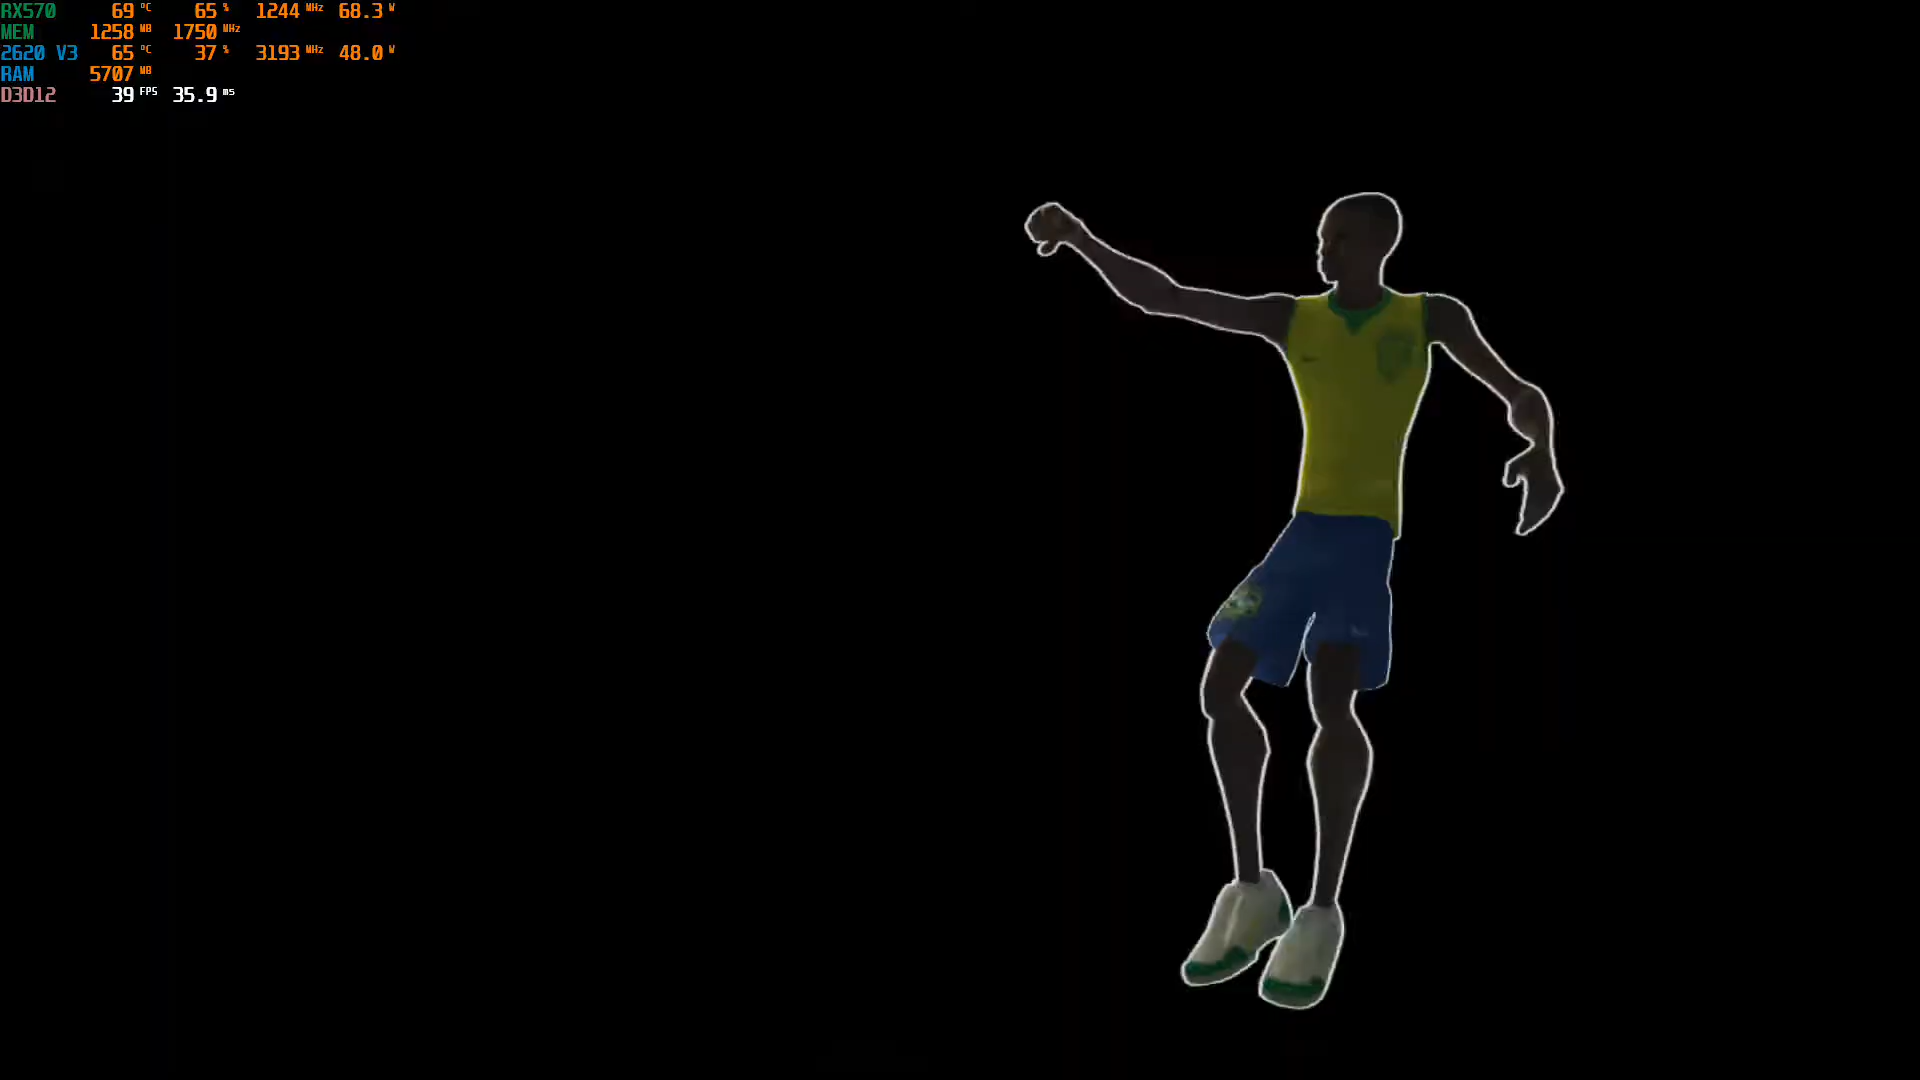 RX570 69 °C 65 % 1244 MHz 68.3 W
MEM 1258 MB 1750 MHz
2620 V3 65 °C 37 % 3193 MHz 48.0 W
RAM 5707 MB
D3D12 39 FPS 35.9 ms